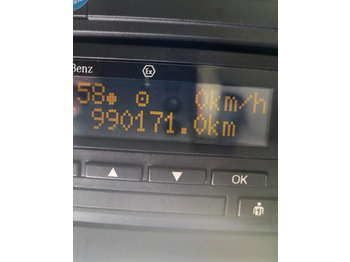 Benz Ex
58 0km/h
990171.0km
▲ ▼ OK